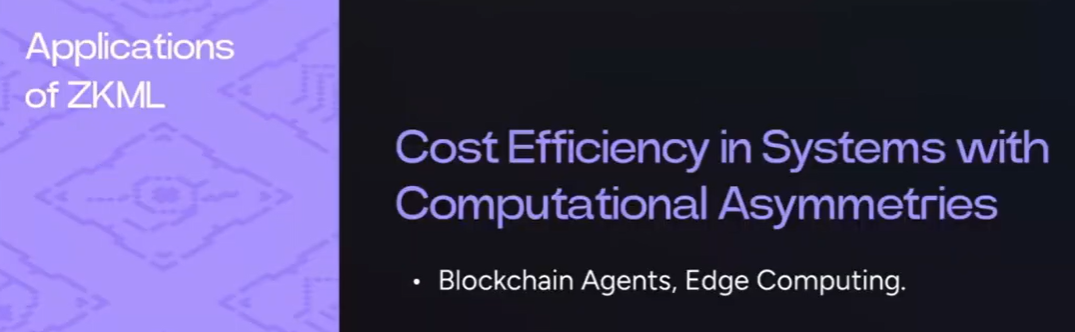 Applications
of ZKML
Cost Efficiency in Systems with
Computational Asymmetries
• Blockchain Agents, Edge Computing.